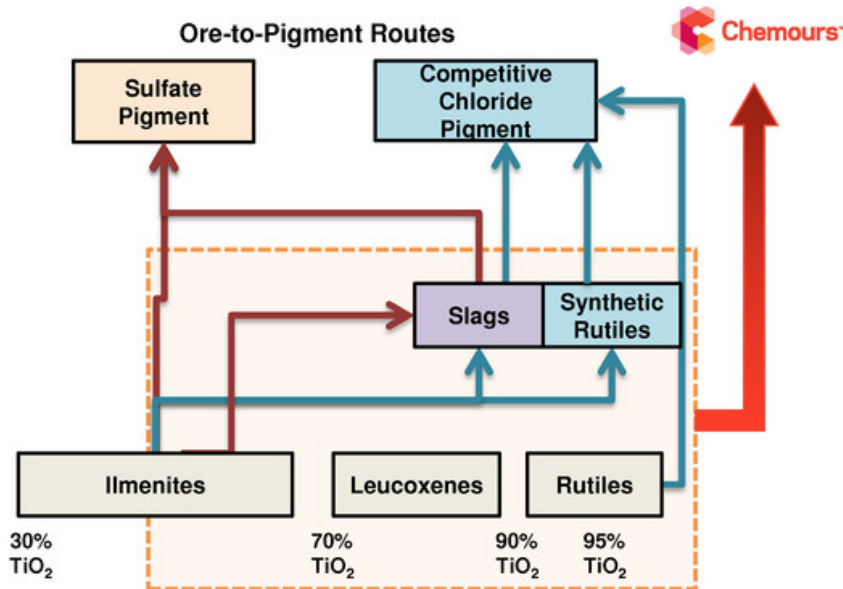 Ore-to-Pigment Routes
Chemours™
Sulfate
Pigment
Competitive
Chloride
Pigment
Slags
Synthetic
Rutiles
Ilmenites
Leucoxenes
Rutiles
30%
TiO₂
70%
TiO₂
90%
TiO₂
95%
TiO₂